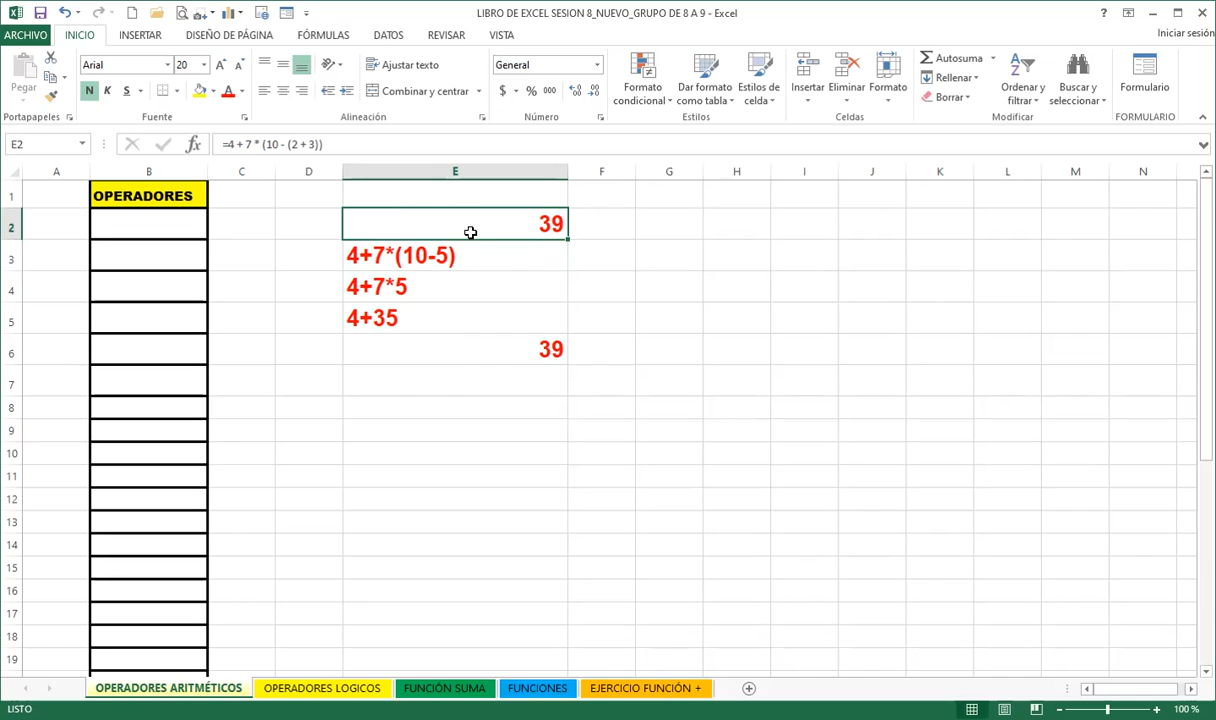 LIBRO DE EXCEL SESION 8_NUEVO_GRUPO DE 8 A 9 - Excel
ARCHIVO INICIO INSERTAR DISEÑO DE PÁGINA FÓRMULAS DATOS REVISAR VISTA Iniciar sesión
Pegar
Arial 20
N K S
Ajustar texto
Combinar y centrar
General
$ % 000
Formato condicional
Dar formato como tabla
Estilos de celda
Insertar Eliminar Formato
Autosuma
Rellenar
Borrar
Ordenar y filtrar
Buscar y seleccionar
Formulario
Portapapeles Fuente Alineación Número Estilos Celdas Modificar FORMULARIO
E2 fx =4 + 7 * (10 - (2 + 3))
A B C D E F G H I J K L M N
1 OPERADORES
2 39
3 4+7*(10-5)
4 4+7*5
5 4+35
6 39
7
8
9
10
11
12
13
14
15
16
17
18
19
OPERADORES ARITMÉTICOS OPERADORES LOGICOS FUNCIÓN SUMA FUNCIONES EJERCICIO FUNCIÓN +
LISTO 100 %